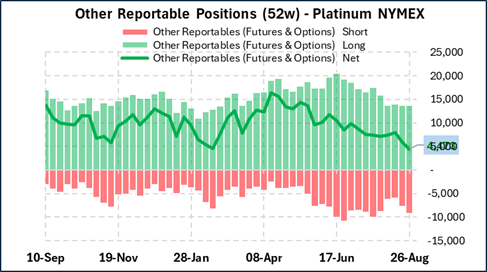 Other Reportable Positions (52w) - Platinum NYMEX
Other Reportables (Futures & Options) Short
Other Reportables (Futures & Options) Long
Other Reportables (Futures & Options) Net
25,000
20,000
15,000
10,000
5,000
-
-5,000
-10,000
-15,000
10-Sep 19-Nov 28-Jan 08-Apr 17-Jun 26-Aug